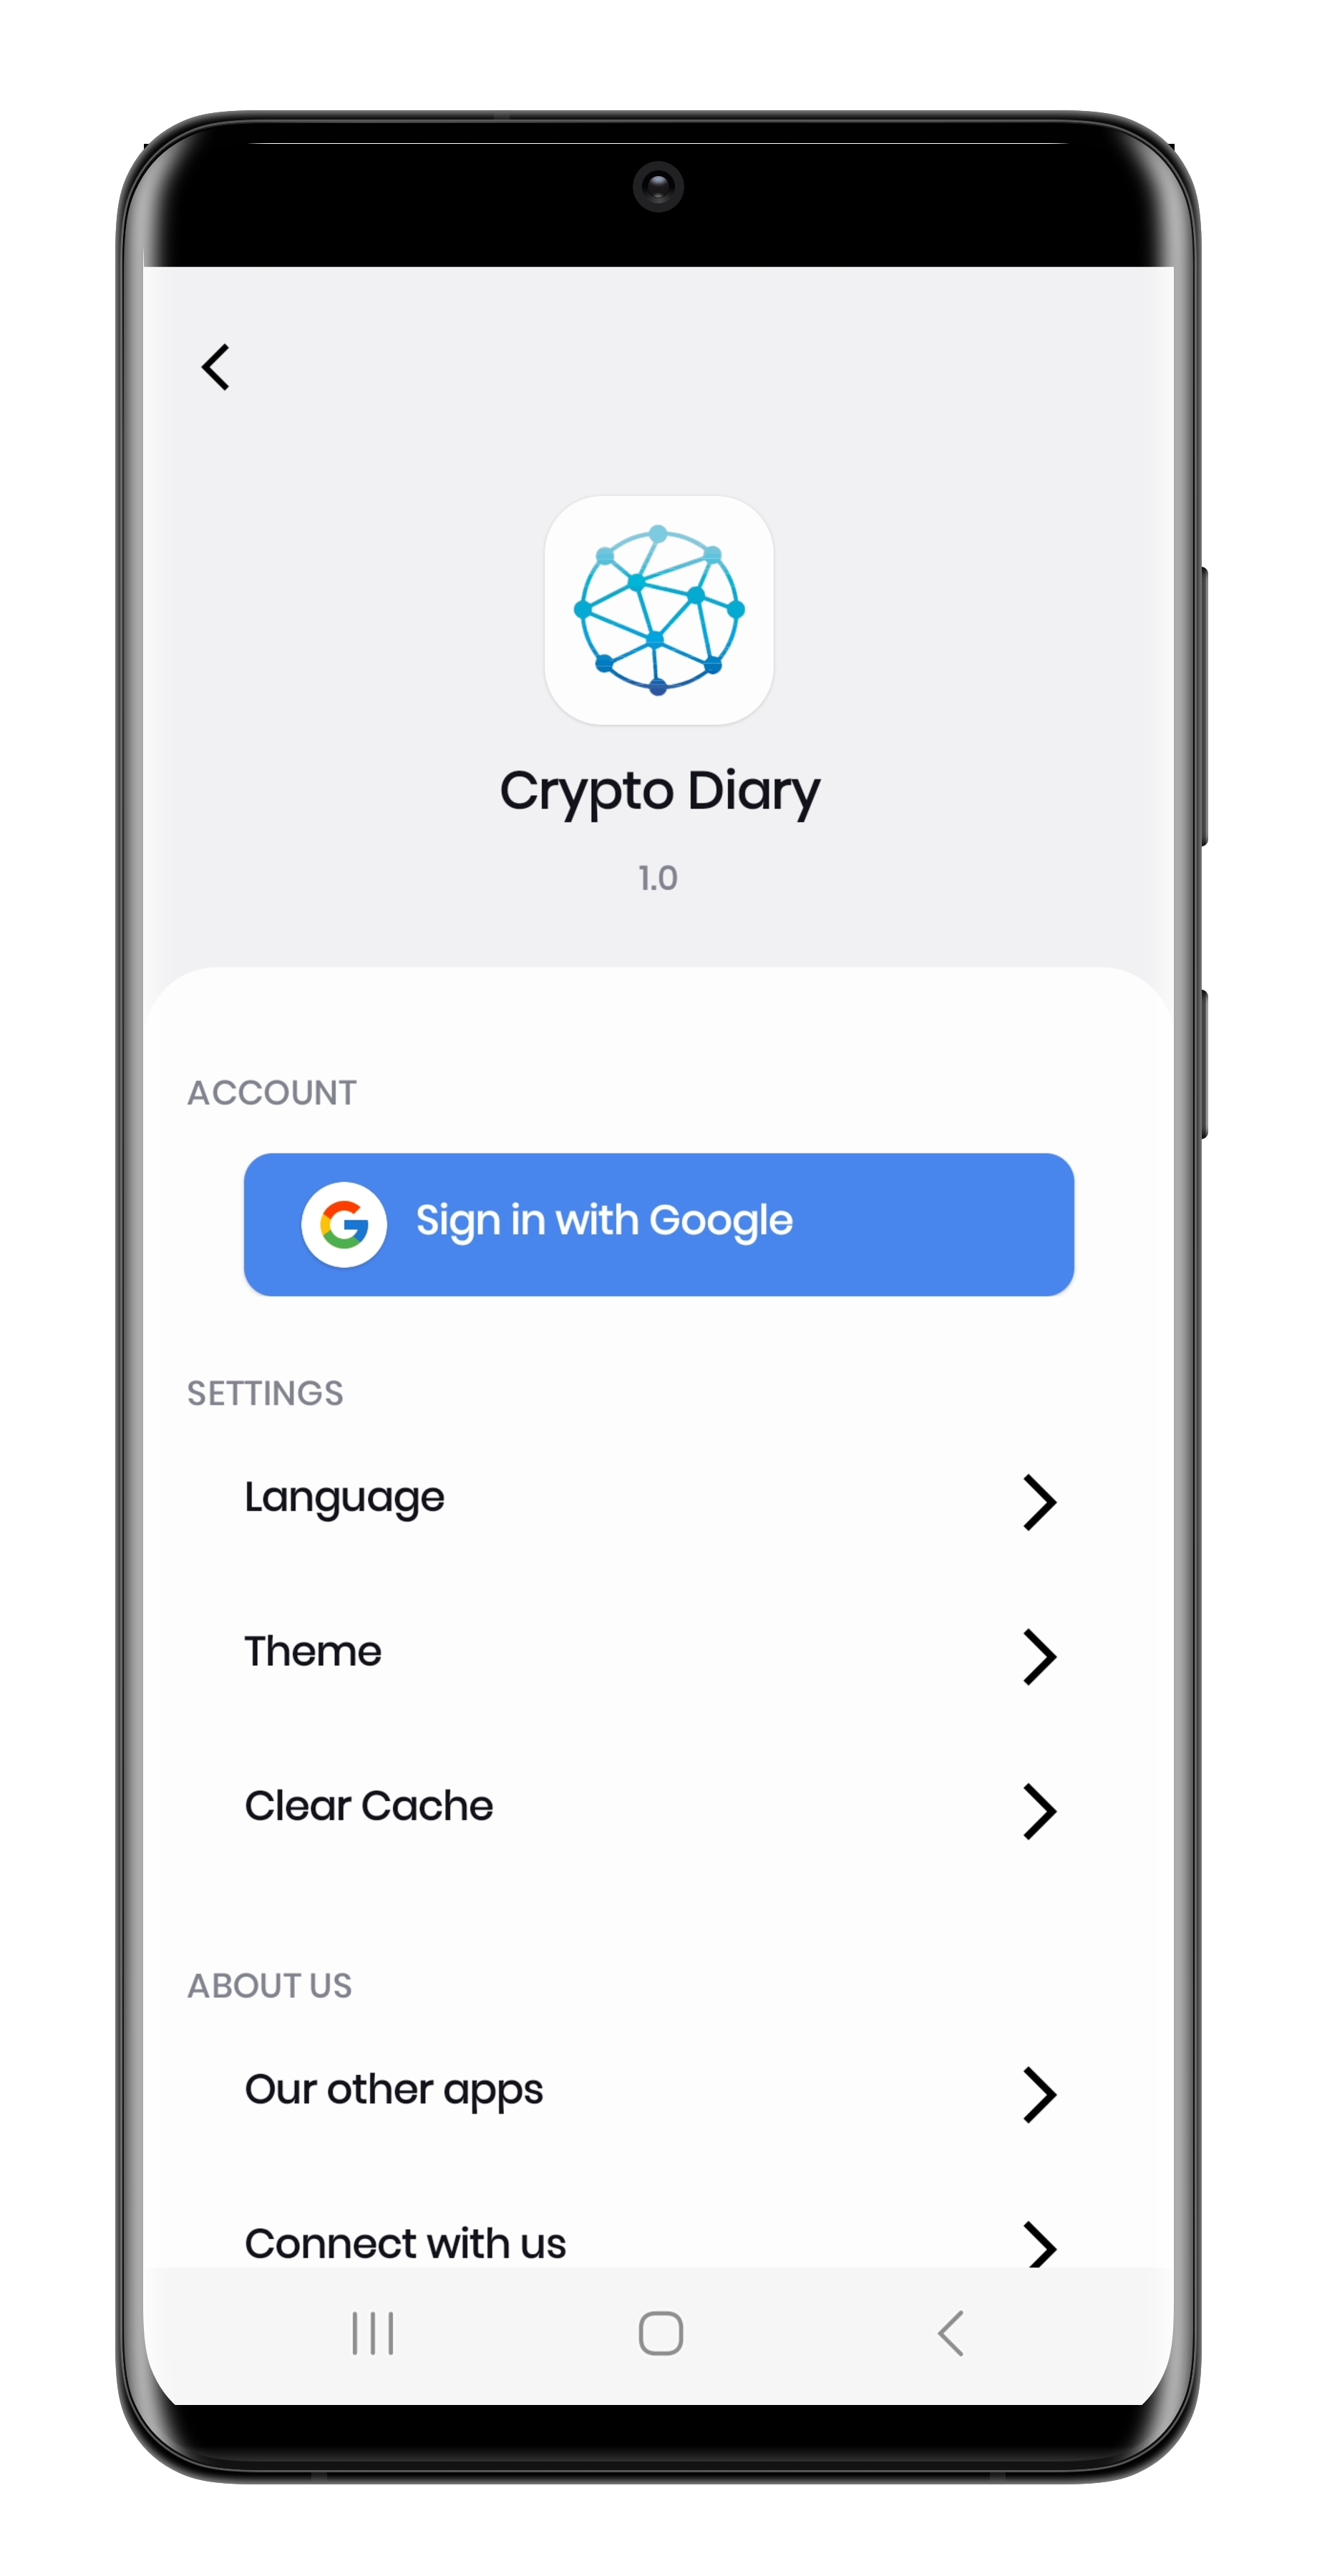 Crypto Diary
1.0
ACCOUNT
Sign in with Google
SETTINGS
Language
Theme
Clear Cache
ABOUT US
Our other apps
Connect with us